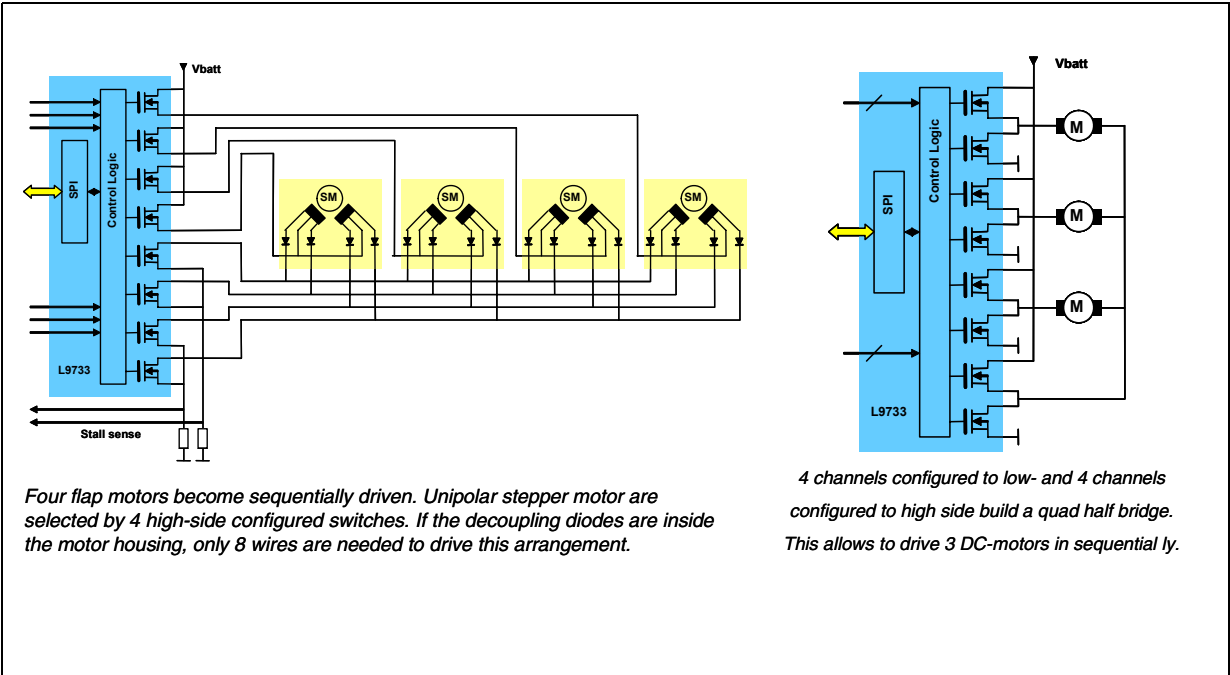 Vbatt
Control Logic
SPI
L9733
Stall sense
SM
SM
SM
SM
Four flap motors become sequentially driven. Unipolar stepper motor are
selected by 4 high-side configured switches. If the decoupling diodes are inside
the motor housing, only 8 wires are needed to drive this arrangement.
Vbatt
Control Logic
SPI
L9733
M
M
M
4 channels configured to low- and 4 channels
configured to high side build a quad half bridge.
This allows to drive 3 DC-motors in sequential ly.